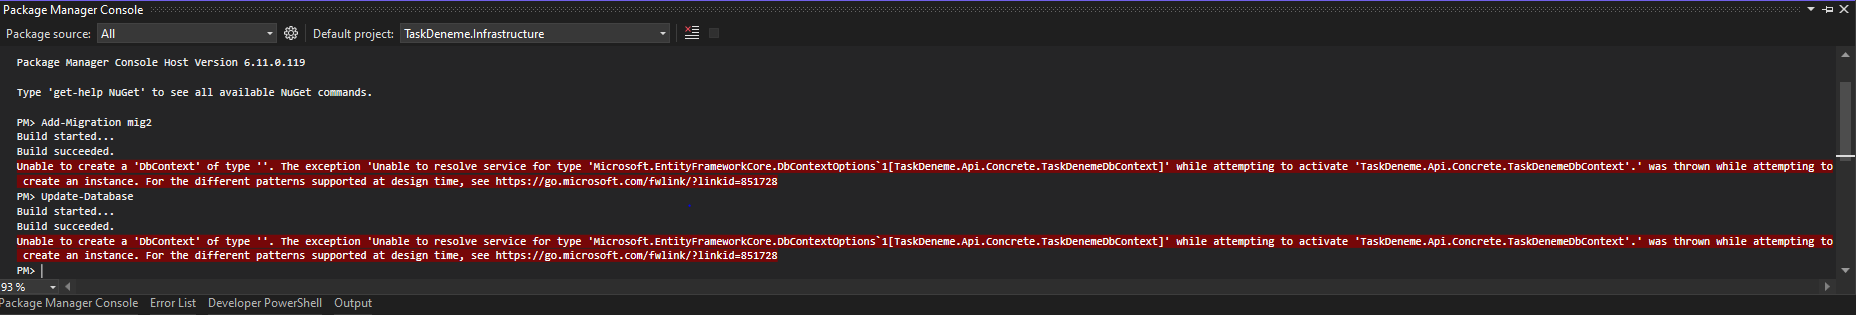 Package Manager Console
Package source: All
Default project: TaskDeneme.Infrastructure
Package Manager Console Host Version 6.11.0.119
Type 'get-help NuGet' to see all available NuGet commands.
PM> Add-Migration mig2
Build started...
Build succeeded.
Unable to create a 'DbContext' of type ''. The exception 'Unable to resolve service for type 'Microsoft.EntityFrameworkCore.DbContextOptions`1[TaskDeneme.Api.Concrete.TaskDenemeDbContext]' while attempting to activate 'TaskDeneme.Api.Concrete.TaskDenemeDbContext'.' was thrown while attempting to
create an instance. For the different patterns supported at design time, see https://go.microsoft.com/fwlink/?linkid=851728
PM> Update-Database
Build started...
Build succeeded.
Unable to create a 'DbContext' of type ''. The exception 'Unable to resolve service for type 'Microsoft.EntityFrameworkCore.DbContextOptions`1[TaskDeneme.Api.Concrete.TaskDenemeDbContext]' while attempting to activate 'TaskDeneme.Api.Concrete.TaskDenemeDbContext'.' was thrown while attempting to
create an instance. For the different patterns supported at design time, see https://go.microsoft.com/fwlink/?linkid=851728
PM>
93 %
Package Manager Console Error List Developer PowerShell Output